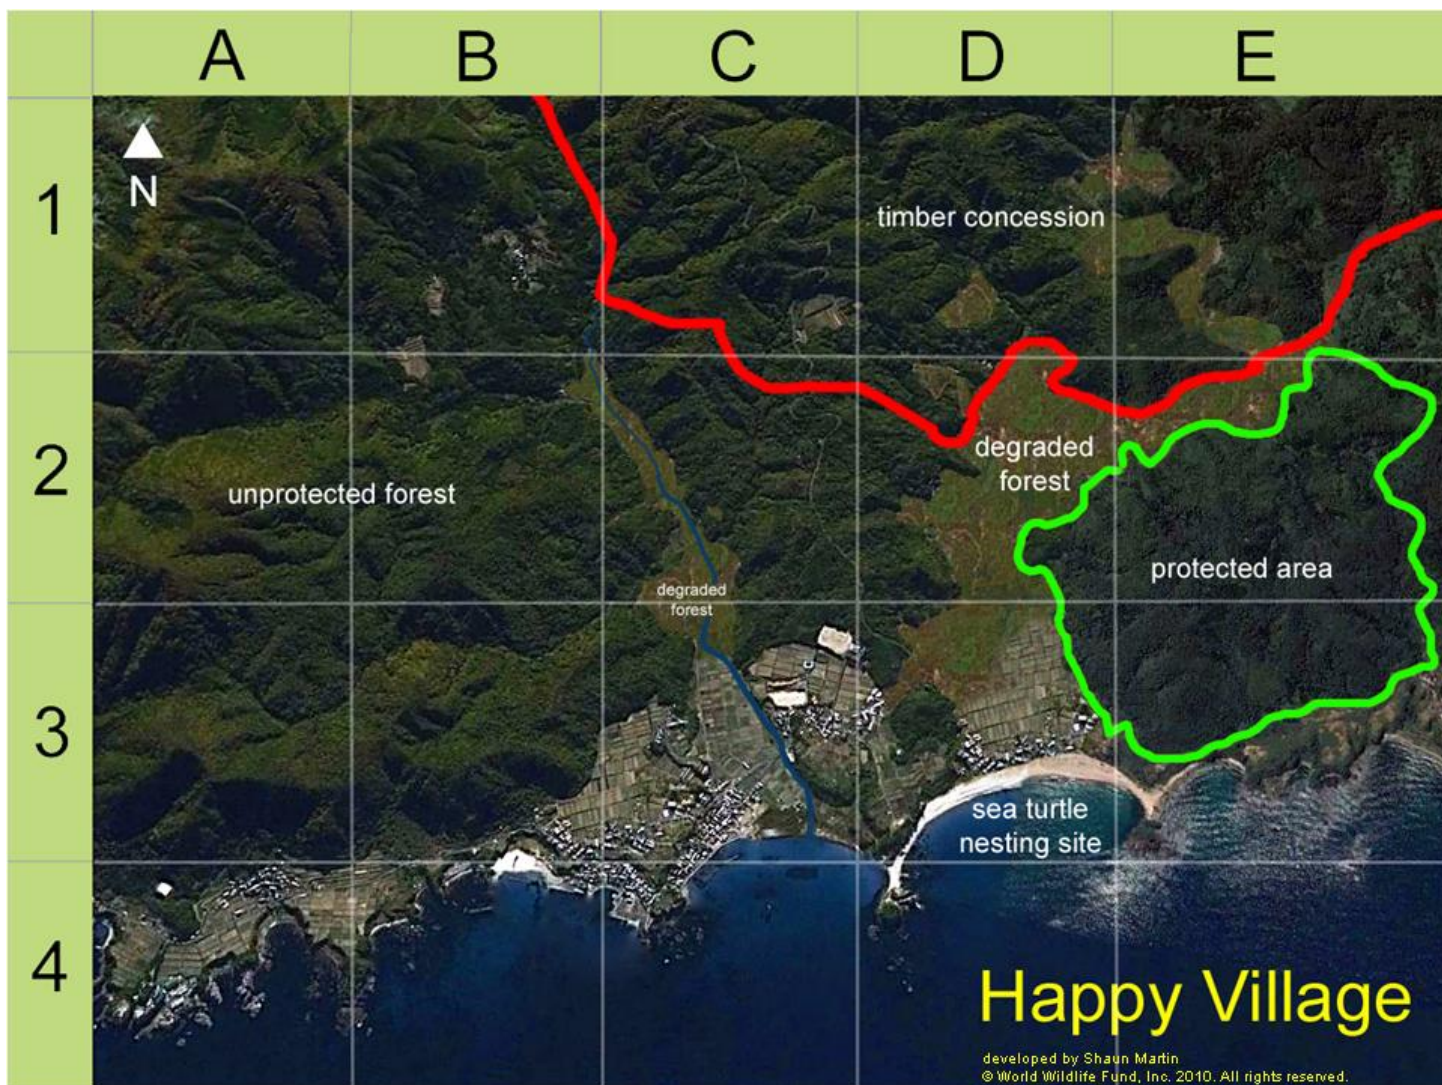 A B C D E
1
N
timber concession
2
degraded
forest
unprotected forest
protected area
degraded
forest
3
sea turtle
nesting site
4
Happy Village
developed by Shaun Martin
© World Wildlife Fund, Inc. 2010. All rights reserved.